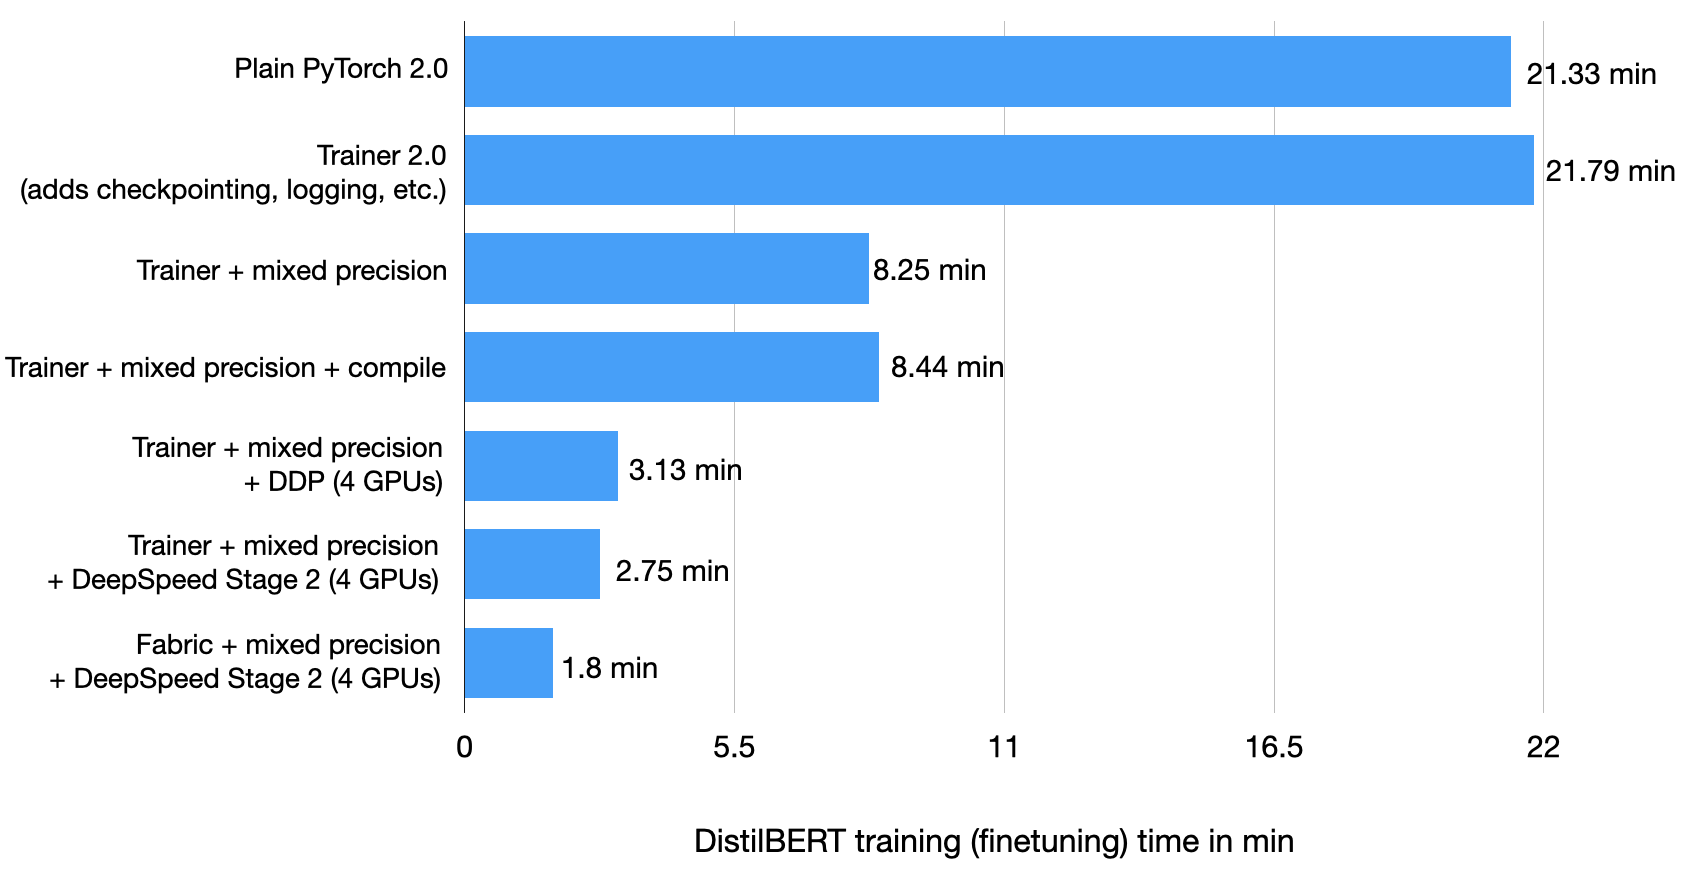 Plain PyTorch 2.0
21.33 min
Trainer 2.0
(adds checkpointing, logging, etc.)
21.79 min
Trainer + mixed precision
8.25 min
Trainer + mixed precision + compile
8.44 min
Trainer + mixed precision
+ DDP (4 GPUs)
3.13 min
Trainer + mixed precision
+ DeepSpeed Stage 2 (4 GPUs)
2.75 min
Fabric + mixed precision
+ DeepSpeed Stage 2 (4 GPUs)
1.8 min
0 5.5 11 16.5 22
DistilBERT training (finetuning) time in min